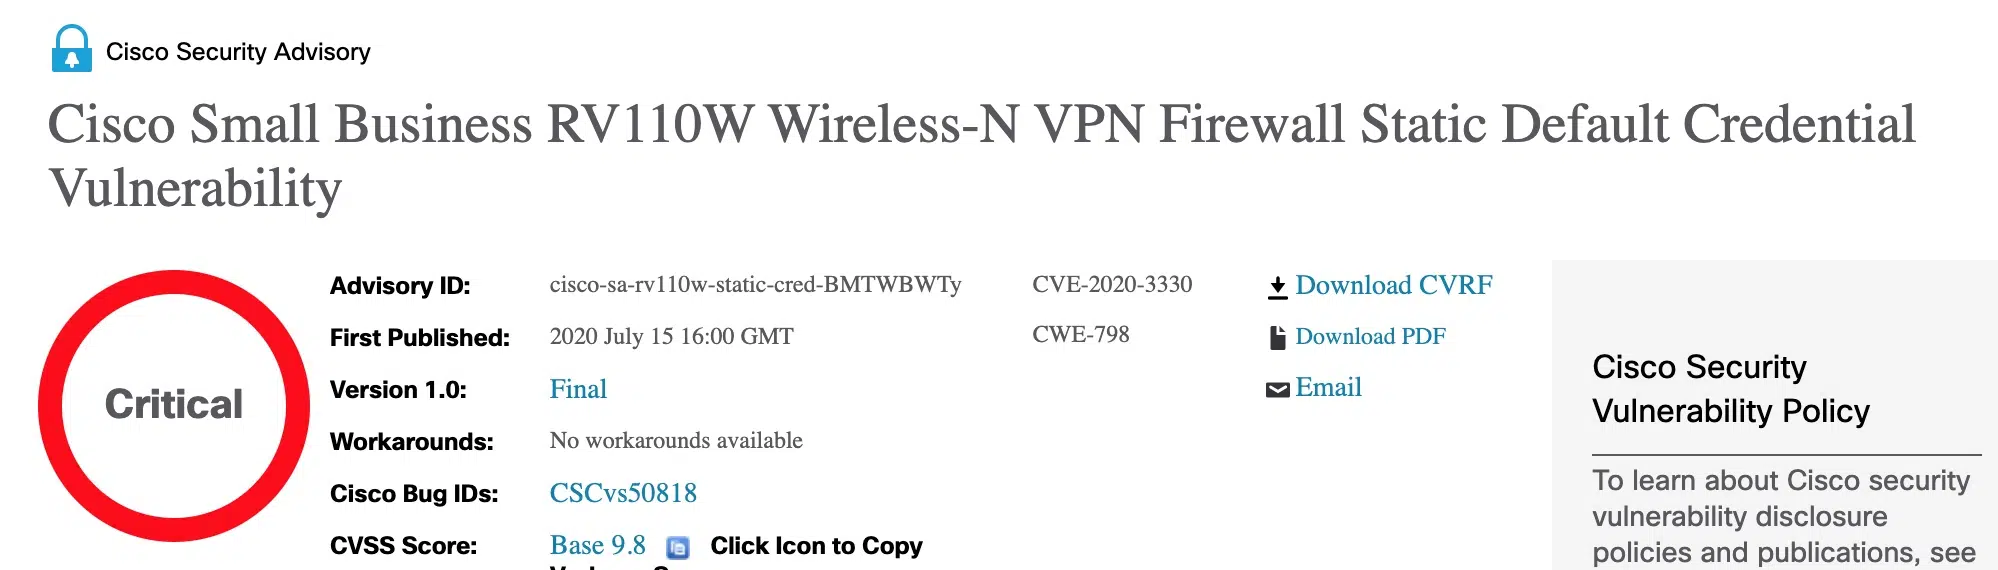 Cisco Security Advisory
Cisco Small Business RV110W Wireless-N VPN Firewall Static Default Credential
Vulnerability
Critical
Advisory ID: cisco-sa-rv110w-static-cred-BMTWBWTy CVE-2020-3330 Download CVRF
First Published: 2020 July 15 16:00 GMT CWE-798 Download PDF
Version 1.0: Final Email
Workarounds: No workarounds available
Cisco Bug IDs: CSCvs50818
CVSS Score: Base 9.8 Click Icon to Copy
Cisco Security
Vulnerability Policy
To learn about Cisco security
vulnerability disclosure
policies and publications, see